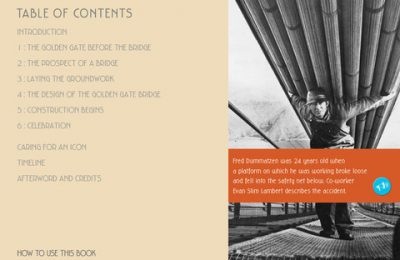 TABLE OF CONTENTS
INTRODUCTION
1 : THE GOLDEN GATE BEFORE THE BRIDGE
2 : THE PROSPECT OF A BRIDGE
3 : LAYING THE GROUNDWORK
4 : THE DESIGN OF THE GOLDEN GATE BRIDGE
5 : CONSTRUCTION BEGINS
6 : CELEBRATION
CARING FOR AN ICON
TIMELINE
AFTERWORD AND CREDITS
HOW TO USE THIS BOOK
Fred Dummatzen was 24 years old when
a platform on which he was working broke loose
and fell into the safety net below. Co-worker
Evan Slim Lambert describes the accident.